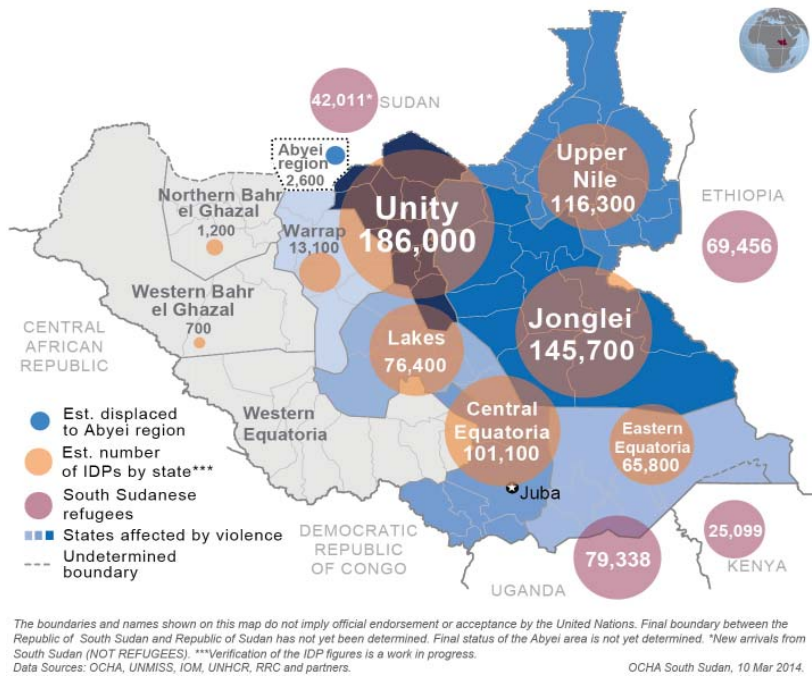 42,011*
SUDAN
Abyei
region
2,600
Northern Bahr
el Ghazal
1,200
Warrap
13,100
Unity
186,000
Upper
Nile
116,300
ETHIOPIA
69,456
Western Bahr
el Ghazal
700
CENTRAL
AFRICAN
REPUBLIC
Lakes
76,400
Jonglei
145,700
Western
Equatoria
Central
Equatoria
101,100
Eastern
Equatoria
65,800
Juba
DEMOCRATIC
REPUBLIC
OF CONGO
79,338
UGANDA
25,099
KENYA
Est. displaced
to Abyei region
Est. number
of IDPs by state***
South Sudanese
refugees
States affected by violence
Undetermined
boundary
The boundaries and names shown on this map do not imply official endorsement or acceptance by the United Nations. Final boundary between the
Republic of South Sudan and Republic of Sudan has not yet been determined. Final status of the Abyei area is not yet determined. *New arrivals from
South Sudan (NOT REFUGEES). ***Verification of the IDP figures is a work in progress.
Data Sources: OCHA, UNMISS, IOM, UNHCR, RRC and partners.
OCHA South Sudan, 10 Mar 2014.